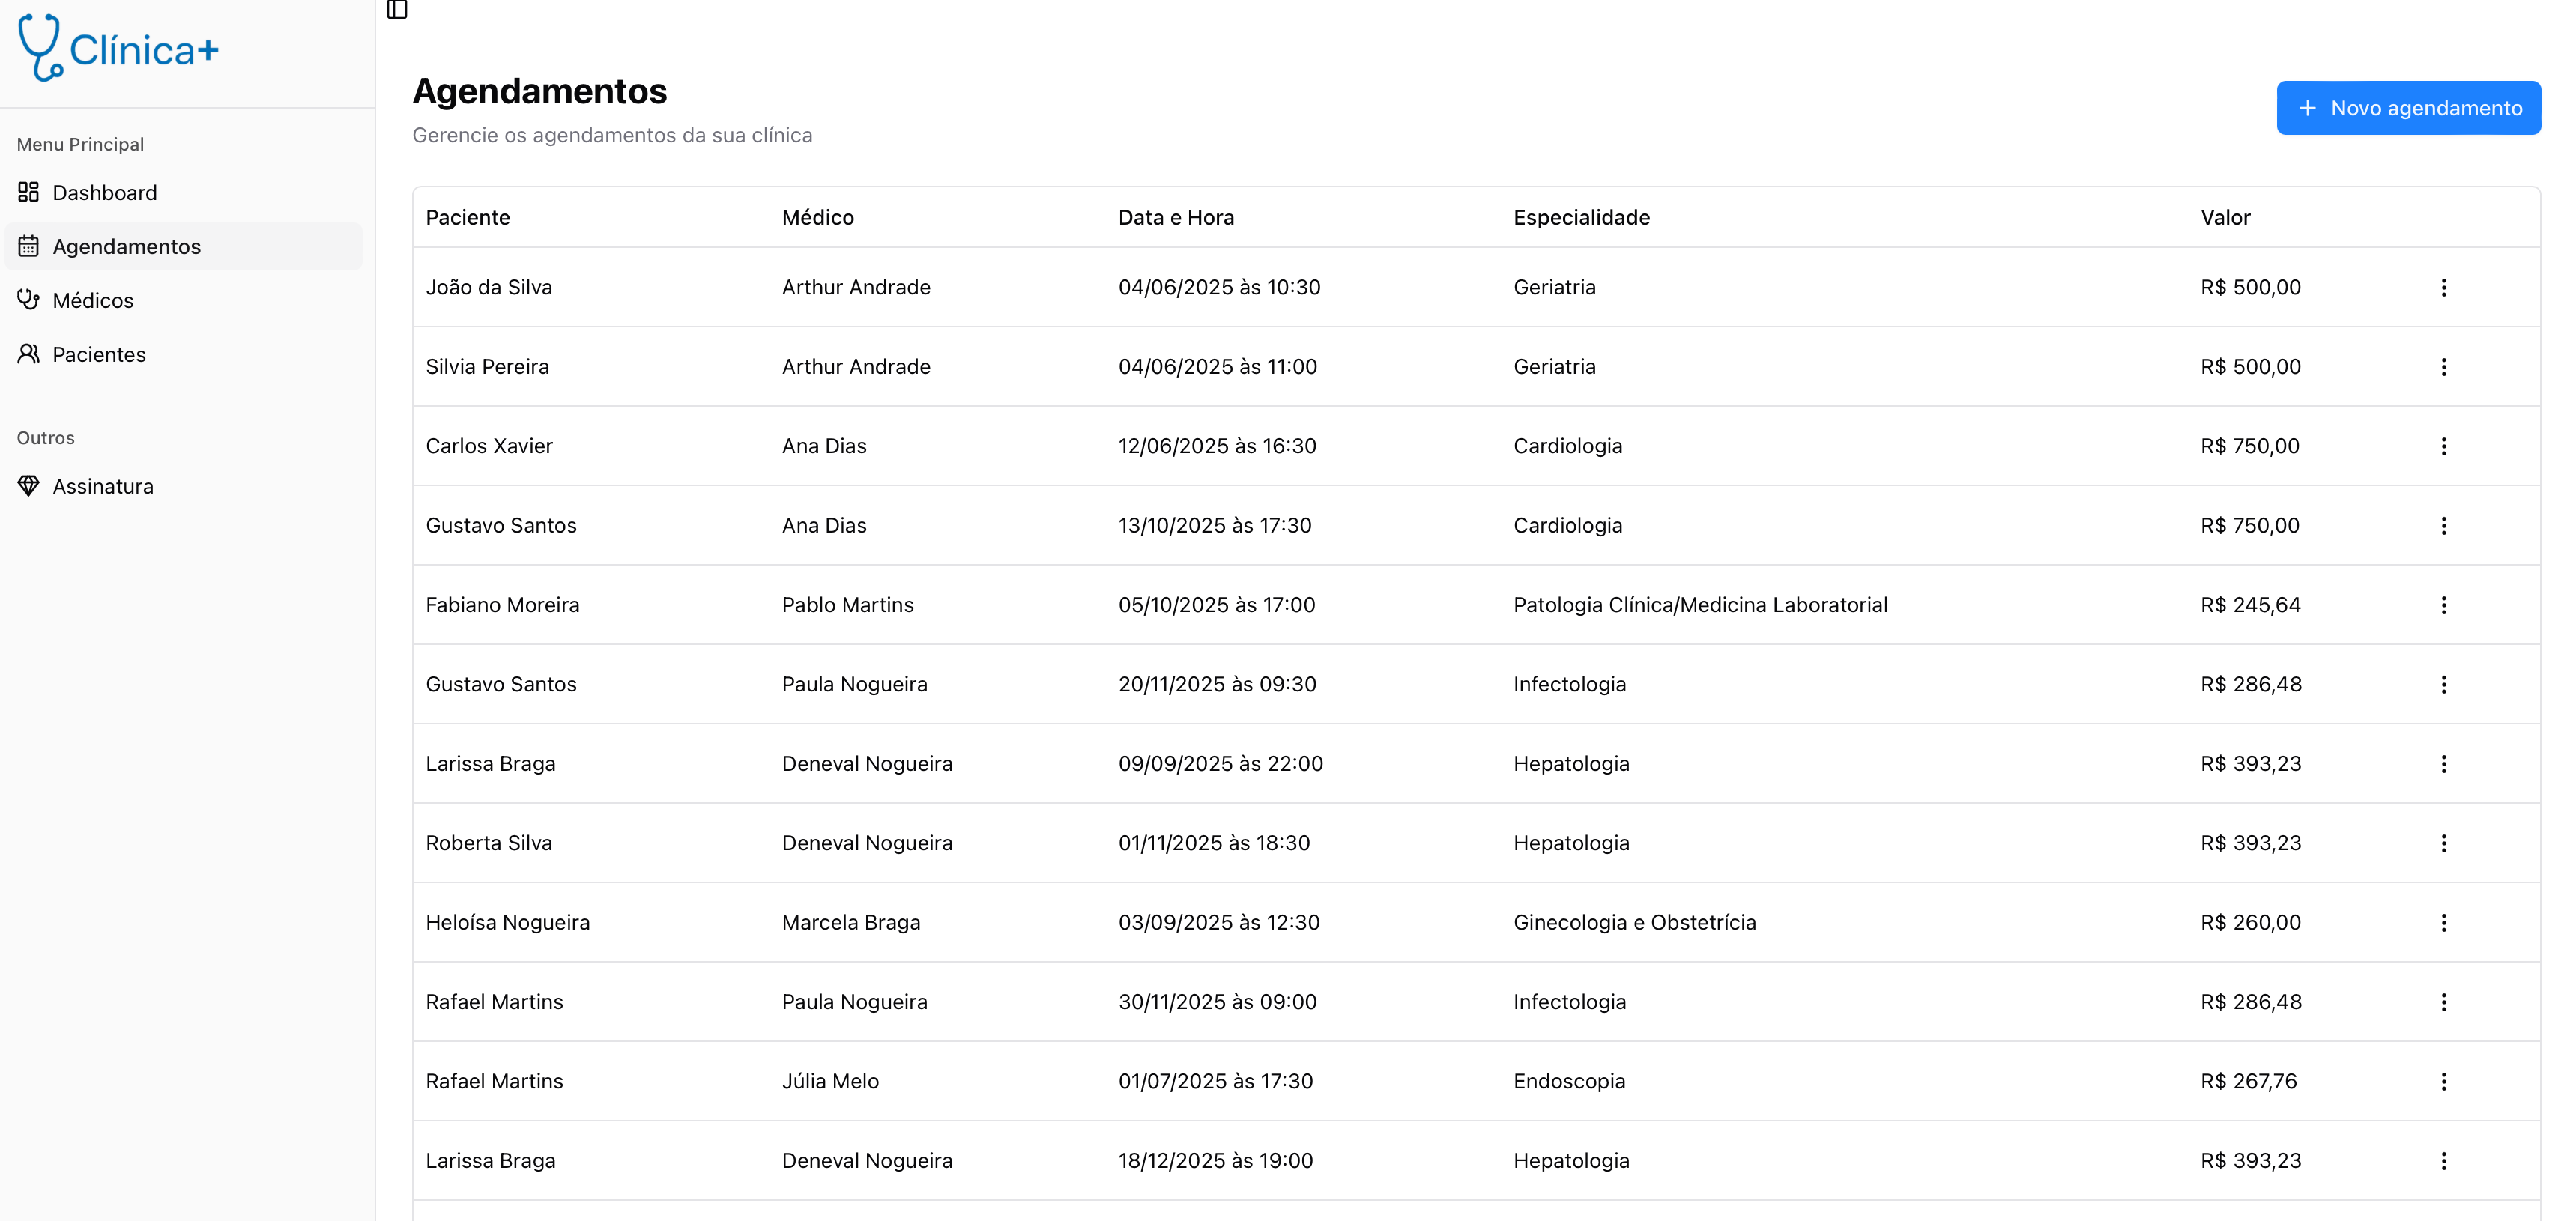 Clínica+
Menu Principal
Dashboard
Agendamentos
Médicos
Pacientes
Outros
Assinatura
Agendamentos
Gerencie os agendamentos da sua clínica
+ Novo agendamento
Paciente Médico Data e Hora Especialidade Valor
João da Silva Arthur Andrade 04/06/2025 às 10:30 Geriatria R$ 500,00
Silvia Pereira Arthur Andrade 04/06/2025 às 11:00 Geriatria R$ 500,00
Carlos Xavier Ana Dias 12/06/2025 às 16:30 Cardiologia R$ 750,00
Gustavo Santos Ana Dias 13/10/2025 às 17:30 Cardiologia R$ 750,00
Fabiano Moreira Pablo Martins 05/10/2025 às 17:00 Patologia Clínica/Medicina Laboratorial R$ 245,64
Gustavo Santos Paula Nogueira 20/11/2025 às 09:30 Infectologia R$ 286,48
Larissa Braga Deneval Nogueira 09/09/2025 às 22:00 Hepatologia R$ 393,23
Roberta Silva Deneval Nogueira 01/11/2025 às 18:30 Hepatologia R$ 393,23
Heloísa Nogueira Marcela Braga 03/09/2025 às 12:30 Ginecologia e Obstetrícia R$ 260,00
Rafael Martins Paula Nogueira 30/11/2025 às 09:00 Infectologia R$ 286,48
Rafael Martins Júlia Melo 01/07/2025 às 17:30 Endoscopia R$ 267,76
Larissa Braga Deneval Nogueira 18/12/2025 às 19:00 Hepatologia R$ 393,23